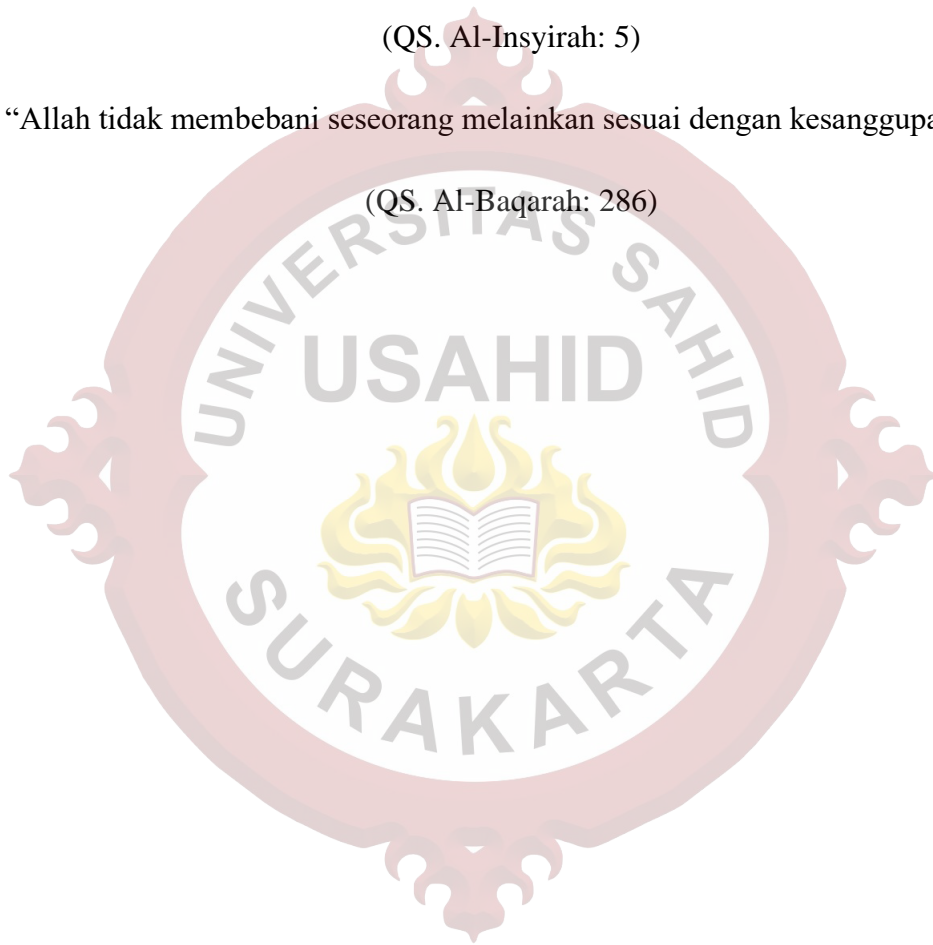 (QS. Al-Insyirah: 5)
“Allah tidak membebani seseorang melainkan sesuai dengan kesanggupa
(QS. Al-Baqarah: 286)
UNIVERSITAS SAHID
USAHID
SURAKARTA